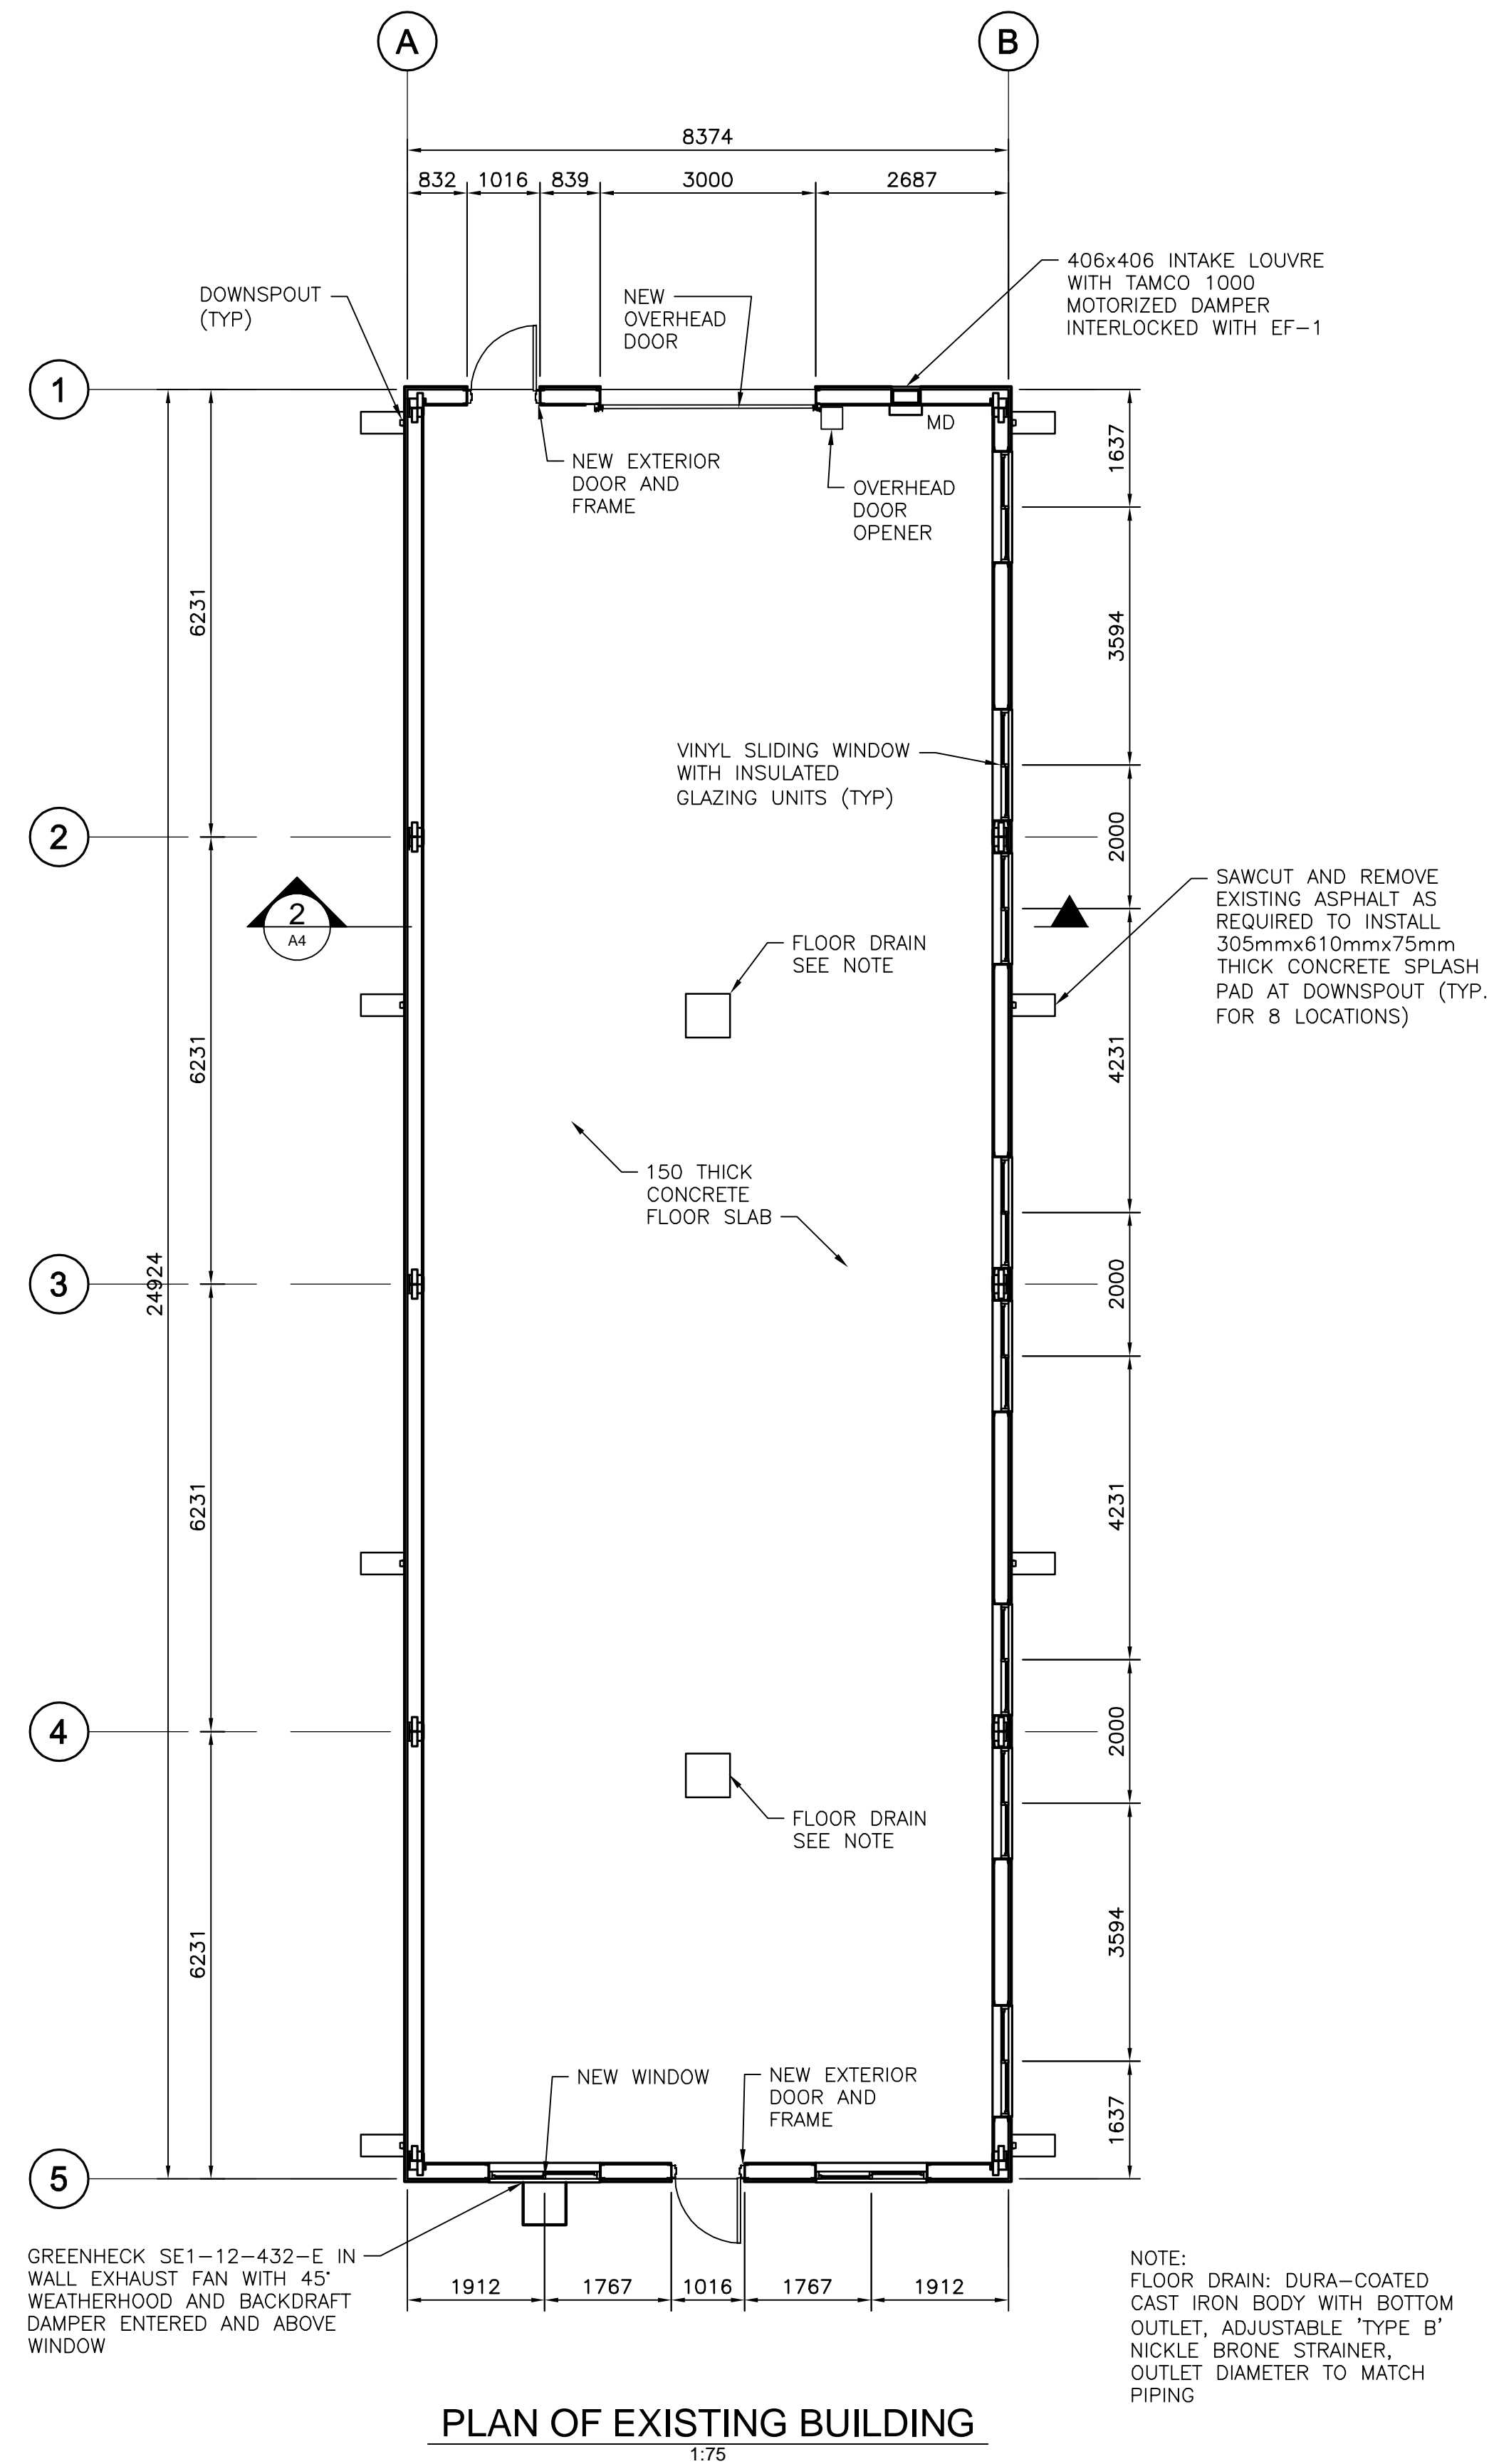 A
B
8374
832
1016
839
3000
2687
406x406 INTAKE LOUVRE
WITH TAMCO 1000
MOTORIZED DAMPER
INTERLOCKED WITH EF-1
DOWNSPOUT
(TYP)
NEW
OVERHEAD
DOOR
1
MD
NEW EXTERIOR
DOOR AND
FRAME
OVERHEAD
DOOR
OPENER
1637
6231
3594
VINYL SLIDING WINDOW
WITH INSULATED
GLAZING UNITS (TYP)
2
2000
2
A4
SAWCUT AND REMOVE
EXISTING ASPHALT AS
REQUIRED TO INSTALL
305mmx610mmx75mm
THICK CONCRETE SPLASH
PAD AT DOWNSPOUT (TYP.
FOR 8 LOCATIONS)
FLOOR DRAIN
SEE NOTE
6231
4231
150 THICK
CONCRETE
FLOOR SLAB
3
24924
2000
6231
4231
4
2000
FLOOR DRAIN
SEE NOTE
6231
3594
NEW WINDOW
NEW EXTERIOR
DOOR AND
FRAME
1637
5
GREENHECK SE1-12-432-E IN
WALL EXHAUST FAN WITH 45°
WEATHERHOOD AND BACKDRAFT
DAMPER ENTERED AND ABOVE
WINDOW
1912
1767
1016
1767
1912
NOTE:
FLOOR DRAIN: DURA-COATED
CAST IRON BODY WITH BOTTOM
OUTLET, ADJUSTABLE 'TYPE B'
NICKLE BRONE STRAINER,
OUTLET DIAMETER TO MATCH
PIPING
PLAN OF EXISTING BUILDING
1:75